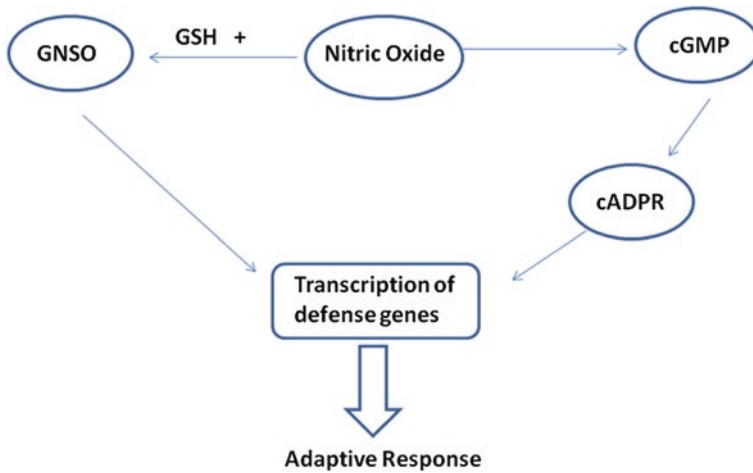 GNSO
GSH +
Nitric Oxide
cGMP
cADPR
Transcription of
defense genes
Adaptive Response